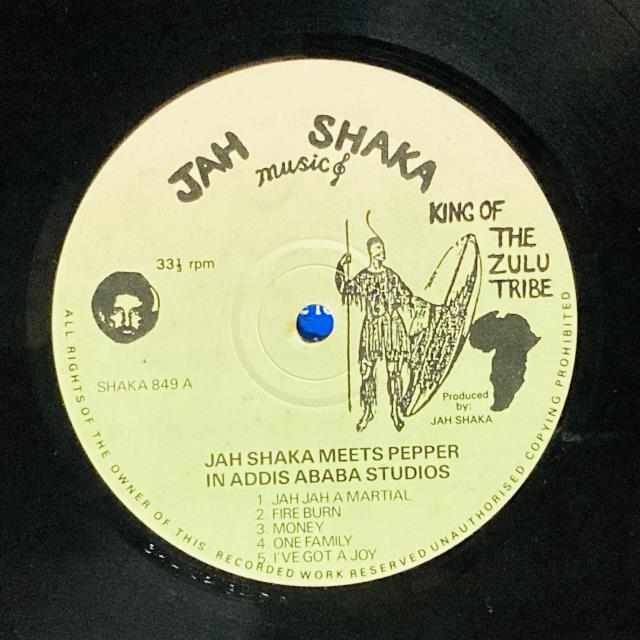 JAH SHAKA
music
KING OF
THE
ZULU
TRIBE
33⅓ rpm
SHAKA 849 A
Produced
by:
JAH SHAKA
JAH SHAKA MEETS PEPPER
IN ADDIS ABABA STUDIOS
1. JAH JAH A MARTIAL
2. FIRE BURN
3. MONEY
4. ONE FAMILY
5. I'VE GOT A JOY
ALL RIGHTS OF THE OWNER OF THIS RECORDED WORK RESERVED UNAUTHORISED COPYING PROHIBITED